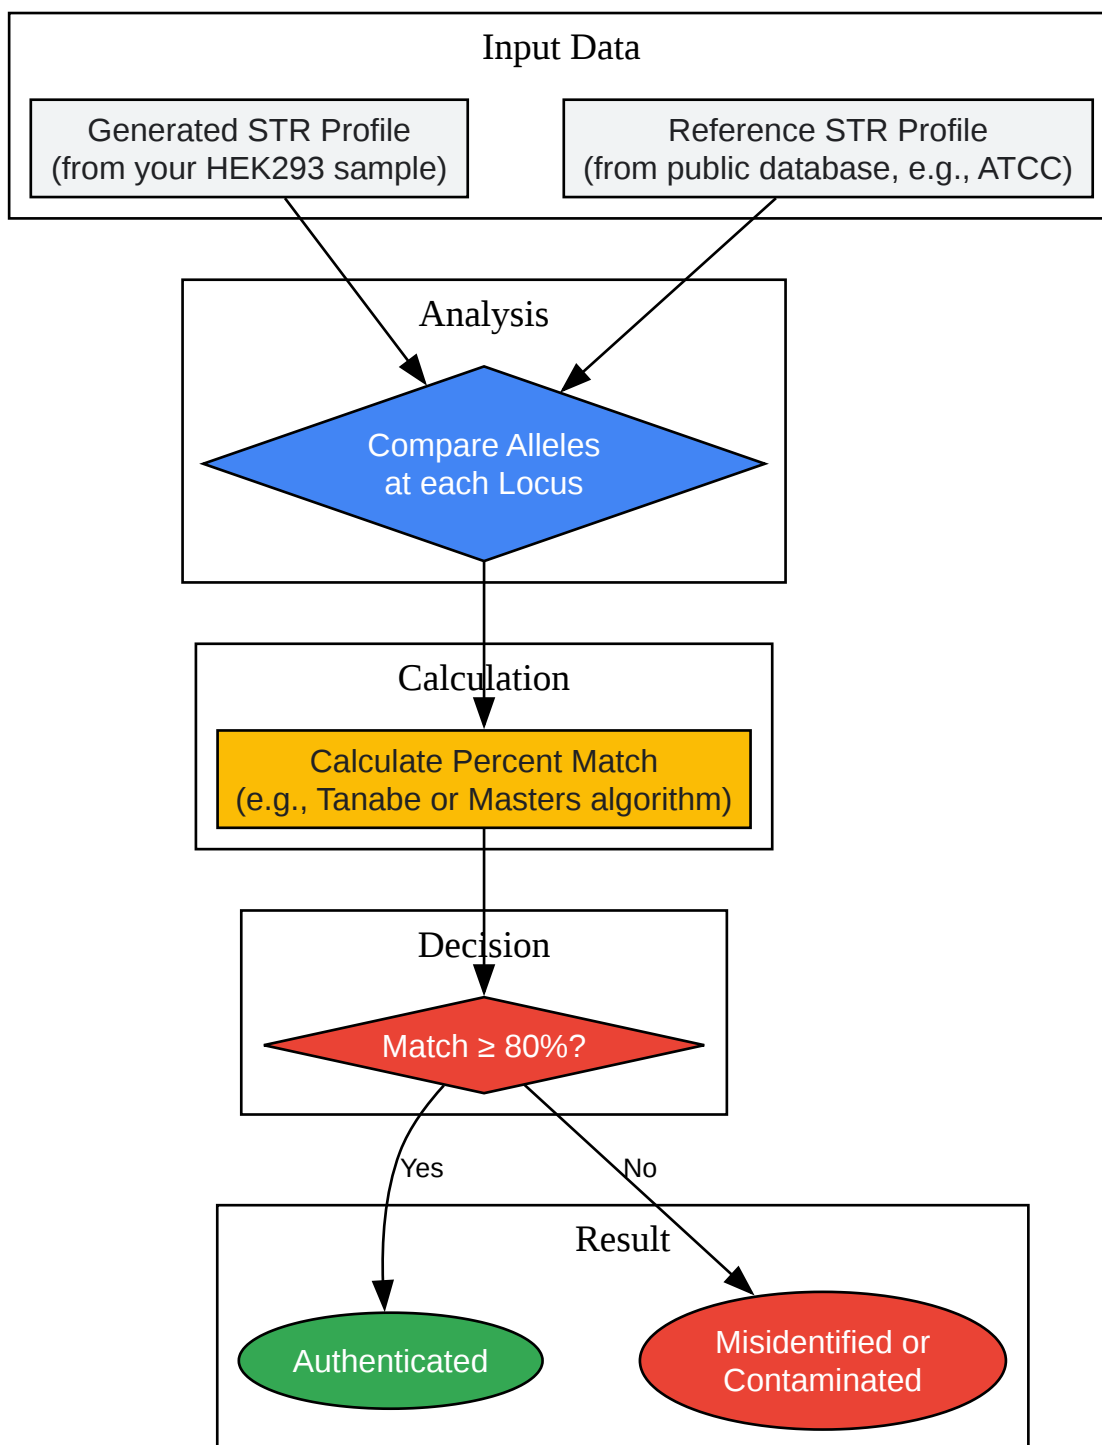 Input Data
Generated STR Profile
(from your HEK293 sample)
Reference STR Profile
(from public database, e.g., ATCC)
Analysis
Compare Alleles
at each Locus
Calculation
Calculate Percent Match
(e.g., Tanabe or Masters algorithm)
Decision
Match ≥ 80%?
Yes
No
Result
Authenticated
Misidentified or
Contaminated